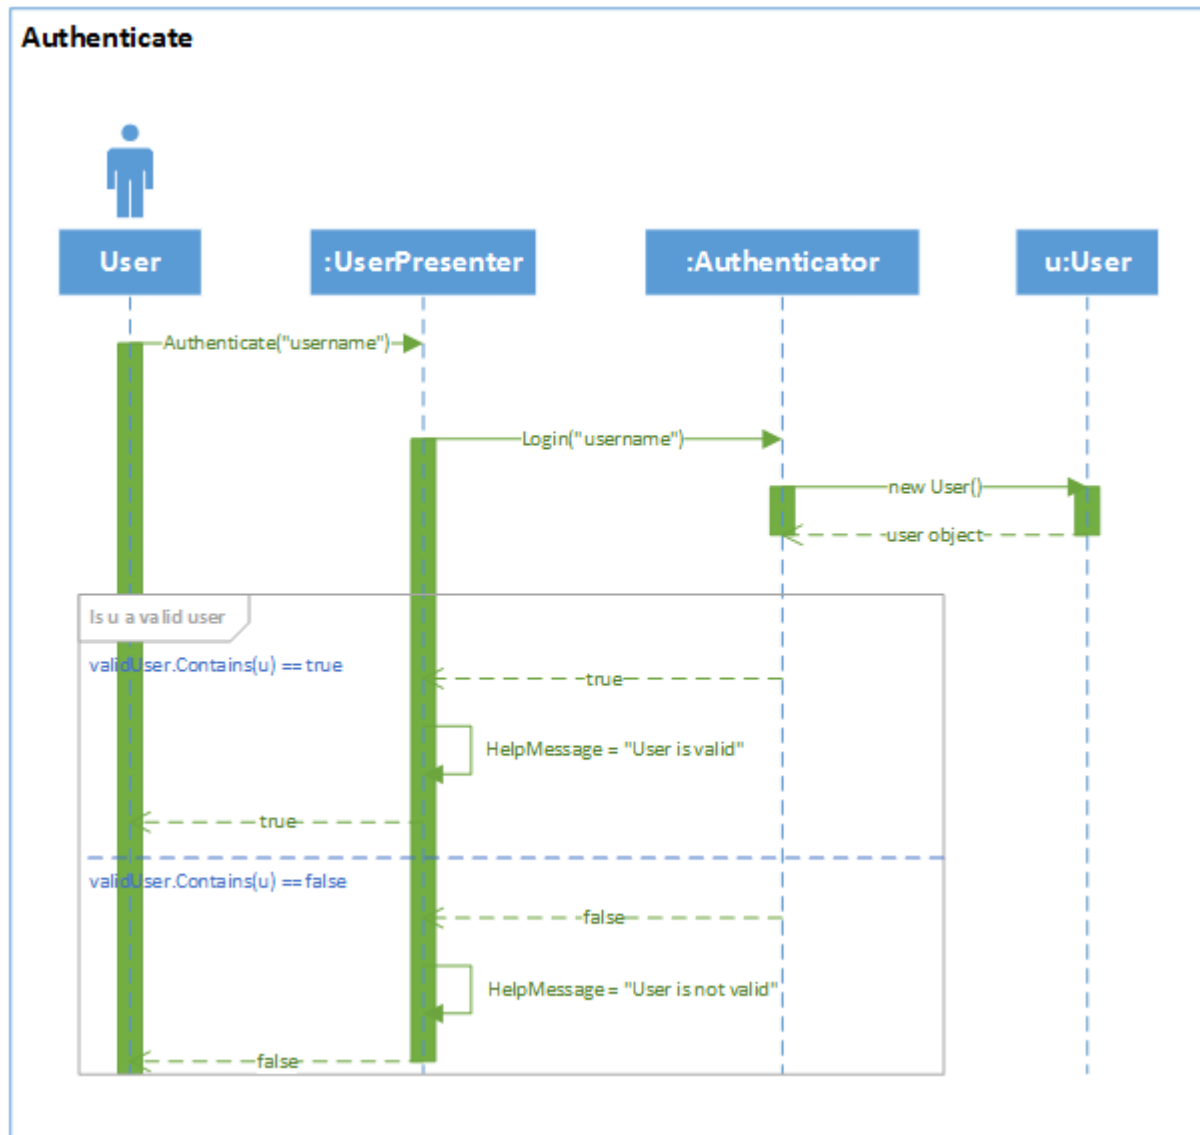 Authenticate
User
:UserPresenter
:Authenticator
u:User
Authenticate("username")
Login("username")
new User()
user object
Is u a valid user
validUser.Contains(u) == true
true
HelpMessage = "User is valid"
true
validUser.Contains(u) == false
false
HelpMessage = "User is not valid"
false